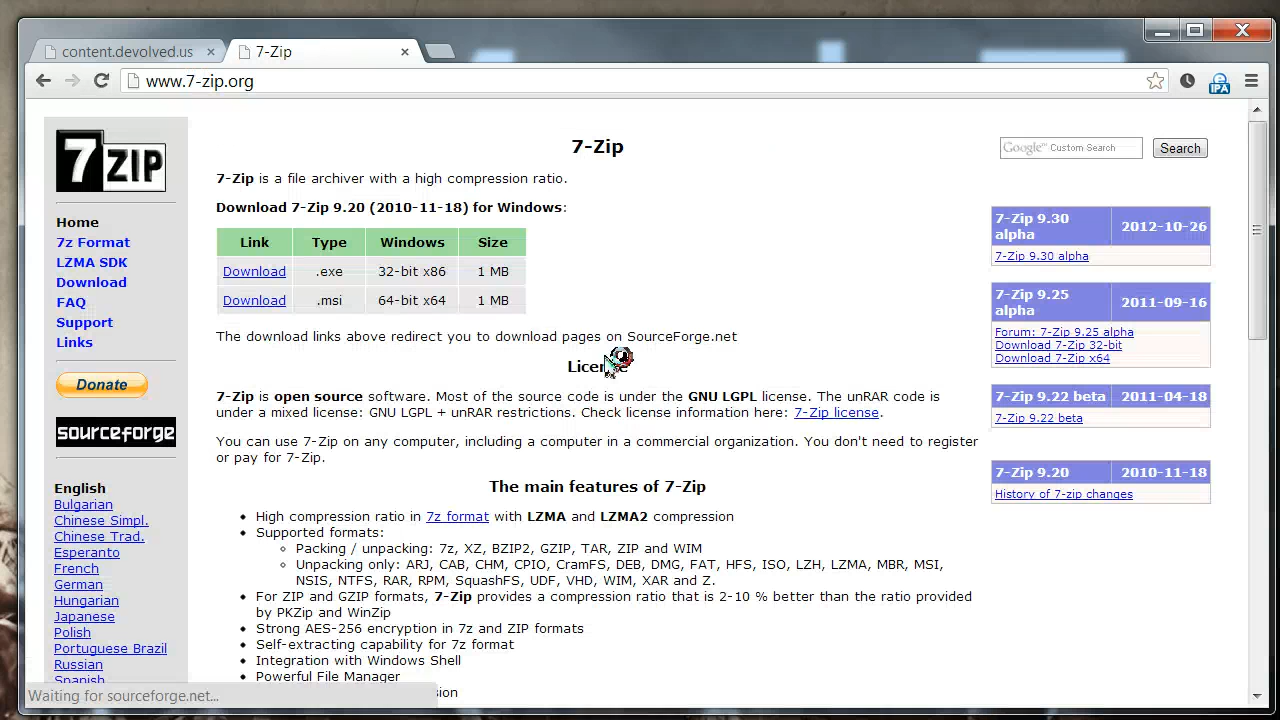 content.devolved.us
7-Zip
www.7-zip.org
IPA
7ZIP
Home
7z Format
LZMA SDK
Download
FAQ
Support
Links
Donate
sourceforge
English
Bulgarian
Chinese Simpl.
Chinese Trad.
Esperanto
French
German
Hungarian
Japanese
Polish
Portuguese Brazil
Russian
Spanish
7-Zip
7-Zip is a file archiver with a high compression ratio.
Download 7-Zip 9.20 (2010-11-18) for Windows:
Link Type Windows Size
Download .exe 32-bit x86 1 MB
Download .msi 64-bit x64 1 MB
The download links above redirect you to download pages on SourceForge.net
License
7-Zip is open source software. Most of the source code is under the GNU LGPL license. The unRAR code is
under a mixed license: GNU LGPL + unRAR restrictions. Check license information here: 7-Zip license.
You can use 7-Zip on any computer, including a computer in a commercial organization. You don't need to register
or pay for 7-Zip.
The main features of 7-Zip
High compression ratio in 7z format with LZMA and LZMA2 compression
Supported formats:
Packing / unpacking: 7z, XZ, BZIP2, GZIP, TAR, ZIP and WIM
Unpacking only: ARJ, CAB, CHM, CPIO, CramFS, DEB, DMG, FAT, HFS, ISO, LZH, LZMA, MBR, MSI,
NSIS, NTFS, RAR, RPM, SquashFS, UDF, VHD, WIM, XAR and Z.
For ZIP and GZIP formats, 7-Zip provides a compression ratio that is 2-10 % better than the ratio provided
by PKZip and WinZip
Strong AES-256 encryption in 7z and ZIP formats
Self-extracting capability for 7z format
Integration with Windows Shell
Powerful File Manager
Google™ Custom Search Search
7-Zip 9.30
alpha 2012-10-26
7-Zip 9.30 alpha
7-Zip 9.25
alpha 2011-09-16
Forum: 7-Zip 9.25 alpha
Download 7-Zip 32-bit
Download 7-Zip x64
7-Zip 9.22 beta 2011-04-18
7-Zip 9.22 beta
7-Zip 9.20 2010-11-18
History of 7-zip changes
Waiting for sourceforge.net...